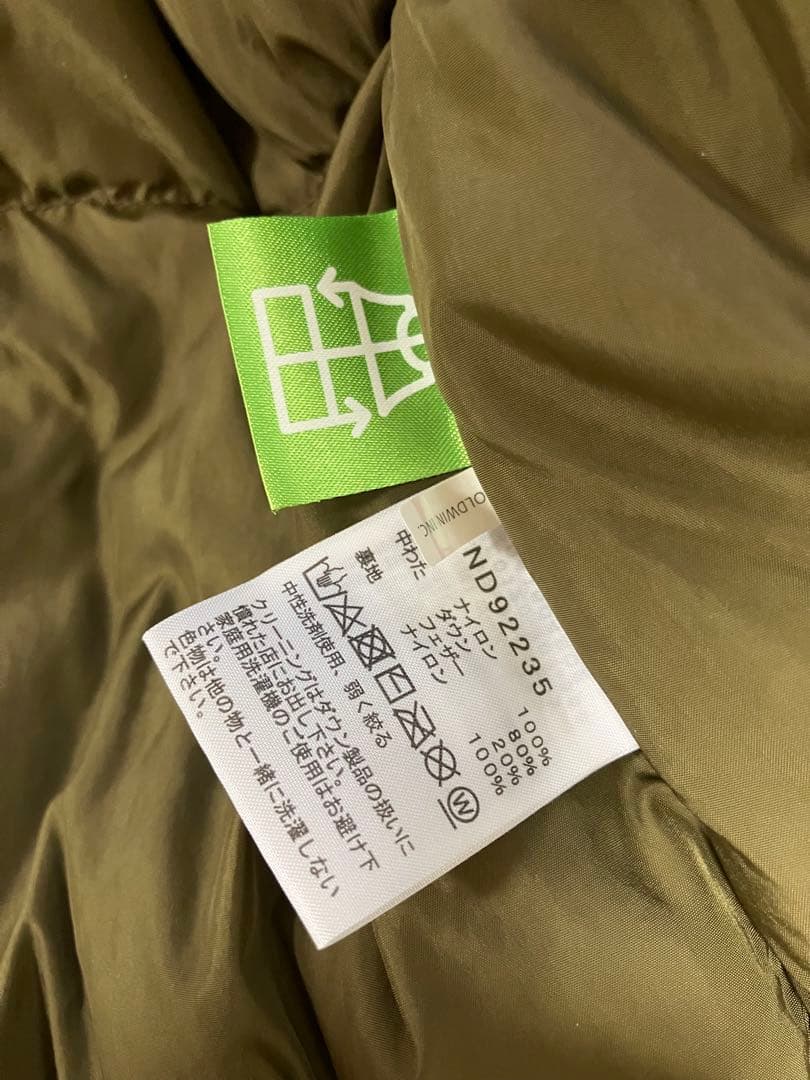 OLDWIN INC.
ND92235
ナイロン 100%
中わた ダウン 80%
フェザー 20%
裏地 ナイロン 100%
W
中性洗剤使用、弱く絞る
クリーニングはダウン製品の扱いに
慣れた店にお出し下さい。
家庭用洗濯機のご使用はお避け下
さい。
色物は他の物と一緒に洗濯しない
で下さい。